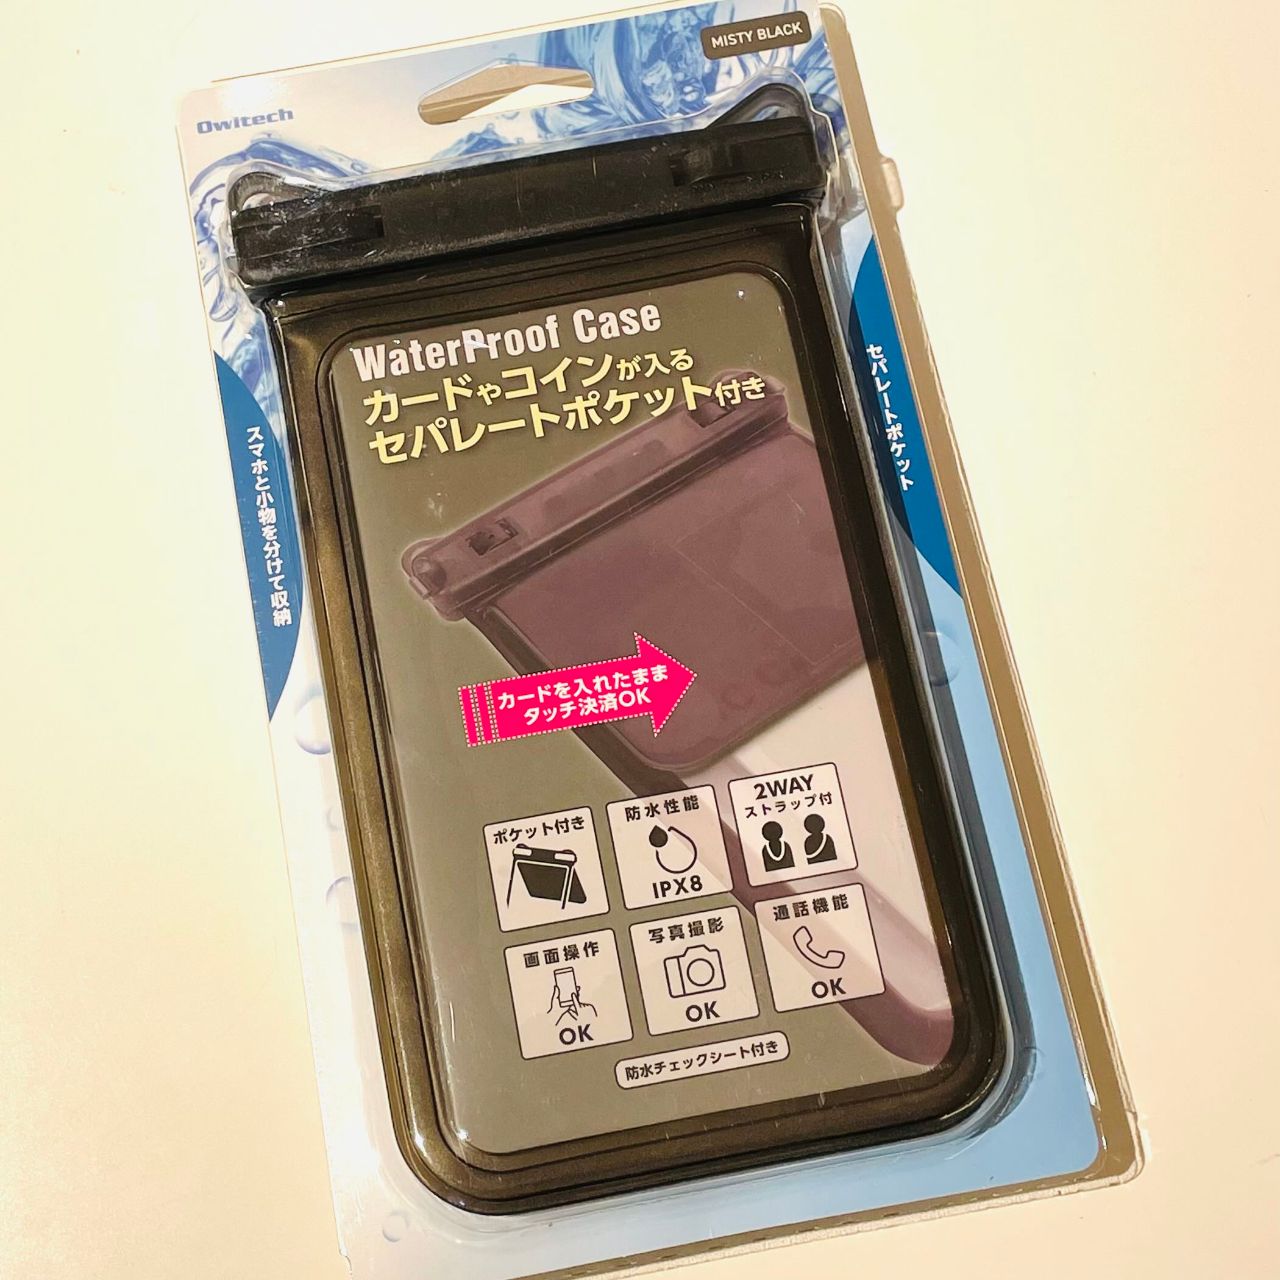 MISTY BLACK
Owltech
WaterProof Case
カードやコインが入る
セパレートポケット付き
スマホと小物を分けて収納
セパレートポケット
カードを入れたまま
タッチ決済OK
ポケット付き
防水性能
IPX8
2WAY
ストラップ付
画面操作
OK
写真撮影
OK
通話機能
OK
防水チェックシート付き